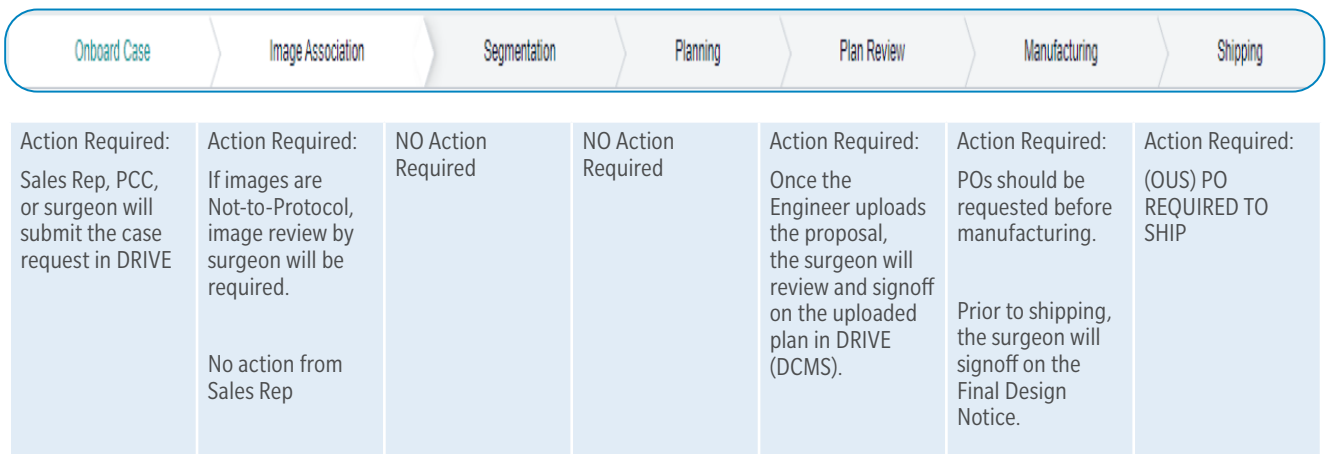 Onboard Case
Image Association
Segmentation
Planning
Plan Review
Manufacturing
Shipping
Action Required:
Sales Rep, PCC,
or surgeon will
submit the case
request in DRIVE
Action Required:
If images are
Not-to-Protocol,
image review by
surgeon will be
required.
No action from
Sales Rep
NO Action
Required
NO Action
Required
Action Required:
Once the
Engineer uploads
the proposal,
the surgeon will
review and signoff
on the uploaded
plan in DRIVE
(DCMS).
Action Required:
POs should be
requested before
manufacturing.
Prior to shipping,
the surgeon will
signoff on the
Final Design
Notice.
Action Required:
(OUS) PO
REQUIRED TO
SHIP